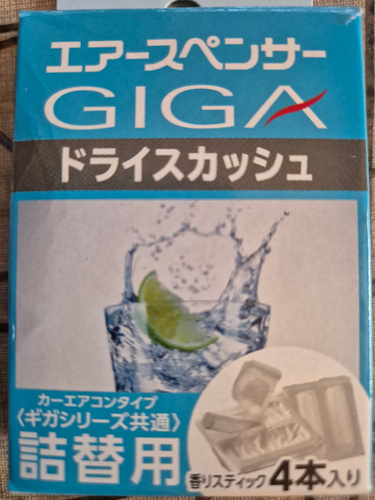 エアースペンサー
GIGA
ドライスカッシュ
カーエアコンタイプ
〈ギガシリーズ共通〉
詰替用
香りスティック4本入り